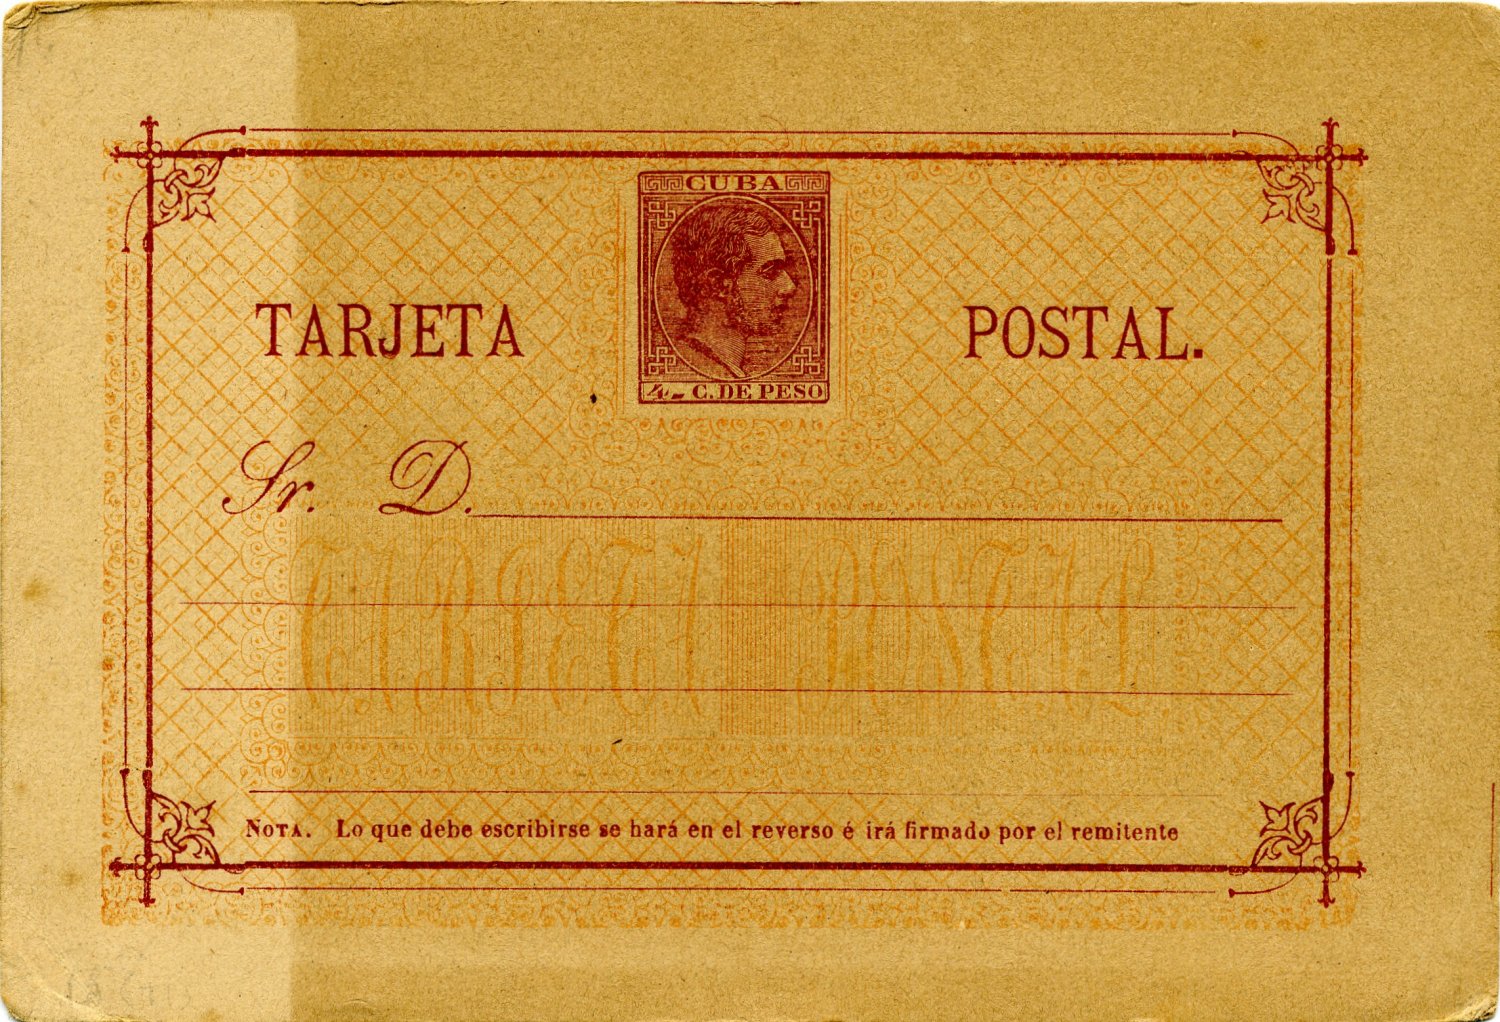 CUBA
TARJETA POSTAL.
4 C. DE PESO
Sr. D.
TARJETA POSTAL
NOTA. Lo que debe escribirse se hará en el reverso é irá firmado por el remitente